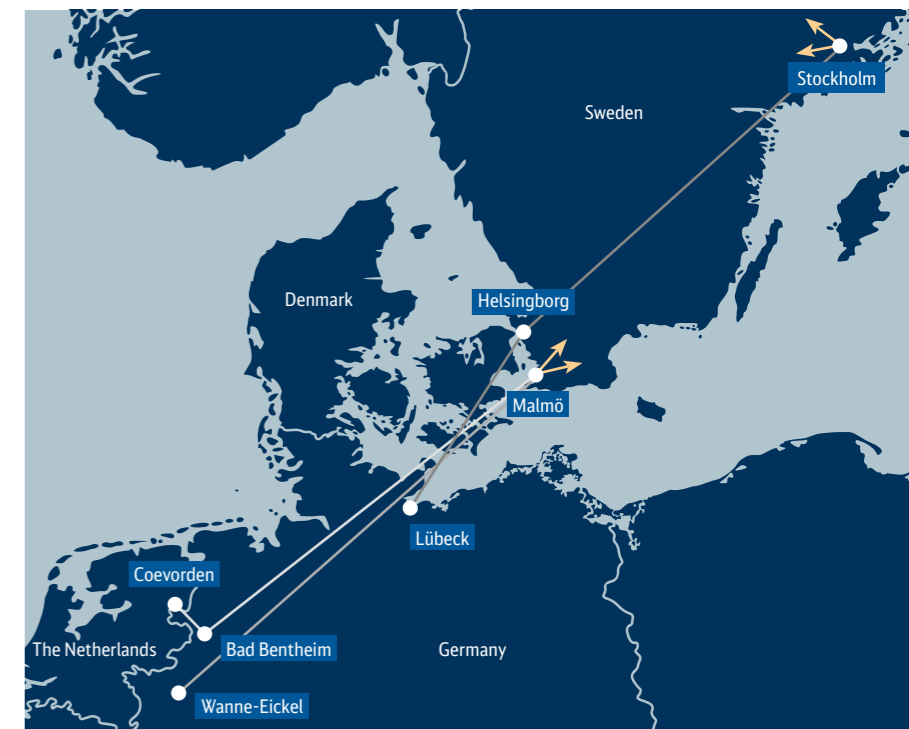 Stockholm
Sweden
Denmark
Helsingborg
Malmö
Lübeck
Coevorden
The Netherlands
Bad Bentheim
Germany
Wanne-Eickel